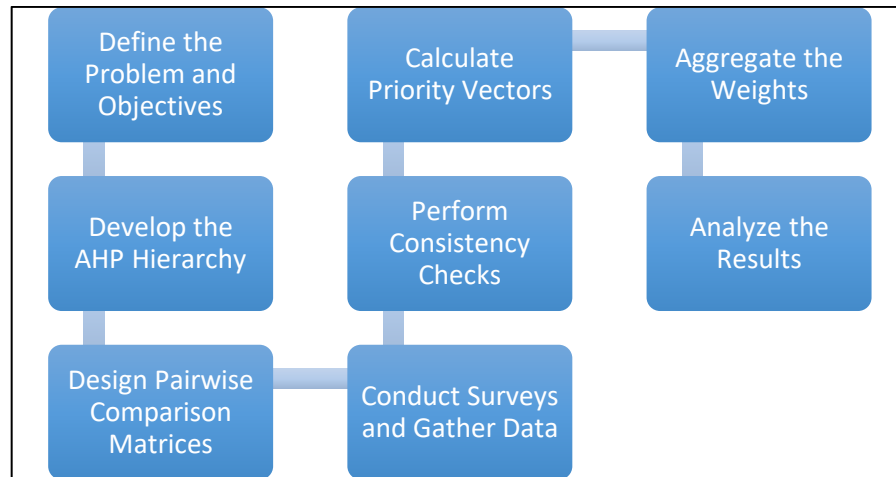 Define the
Problem and
Objectives
Develop the
AHP Hierarchy
Design Pairwise
Comparison
Matrices
Conduct Surveys
and Gather Data
Perform
Consistency
Checks
Calculate
Priority Vectors
Aggregate the
Weights
Analyze the
Results